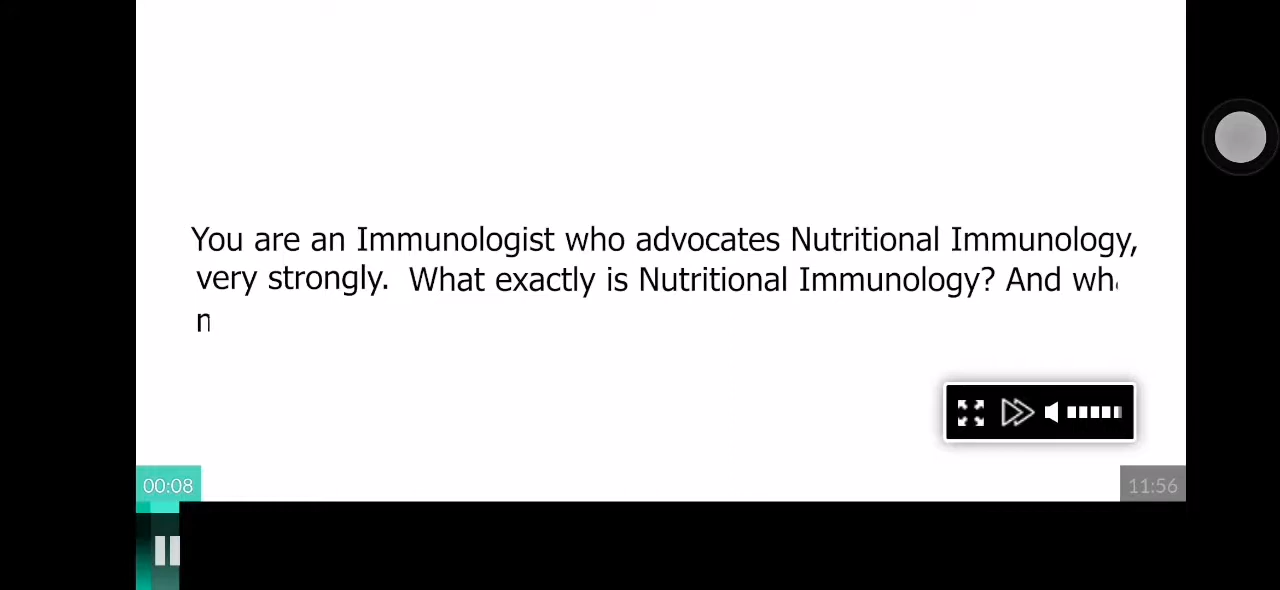 You are an Immunologist who advocates Nutritional Immunology,
very strongly. What exactly is Nutritional Immunology? And
00:08
11:56